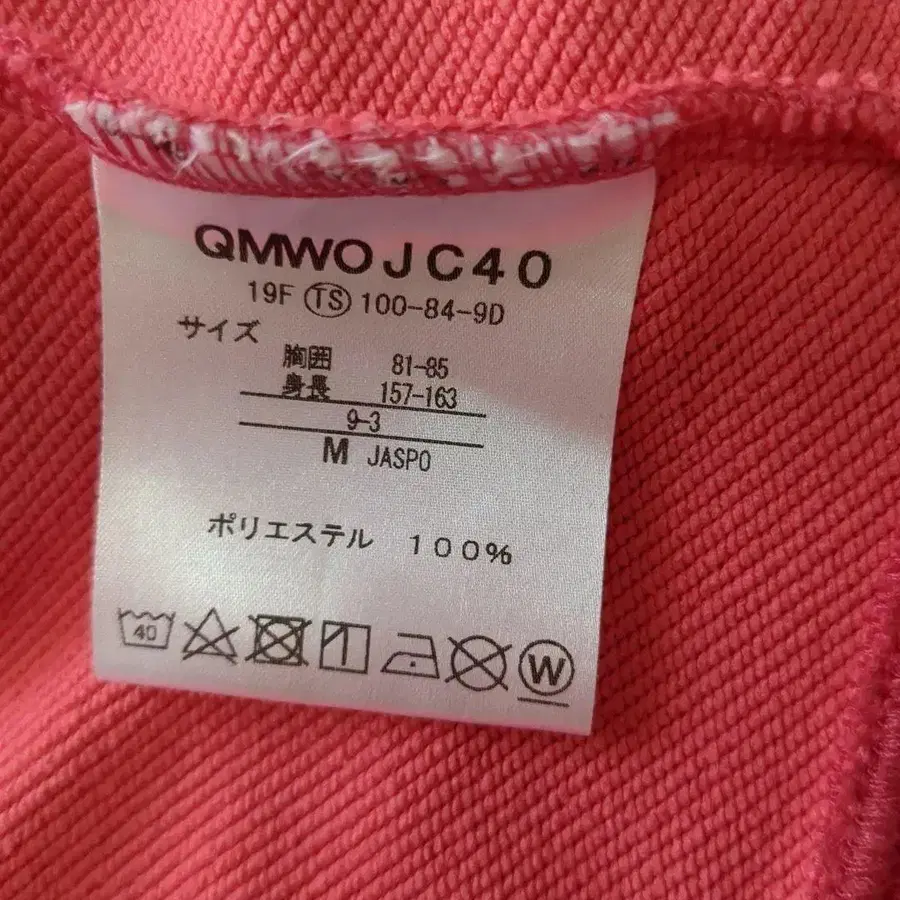 QMWOJC40
19F TS 100-84-9D
サイズ
胸囲 81-85
身長 157-163
9-3
M JASPO
ポリエステル 100%
40 W